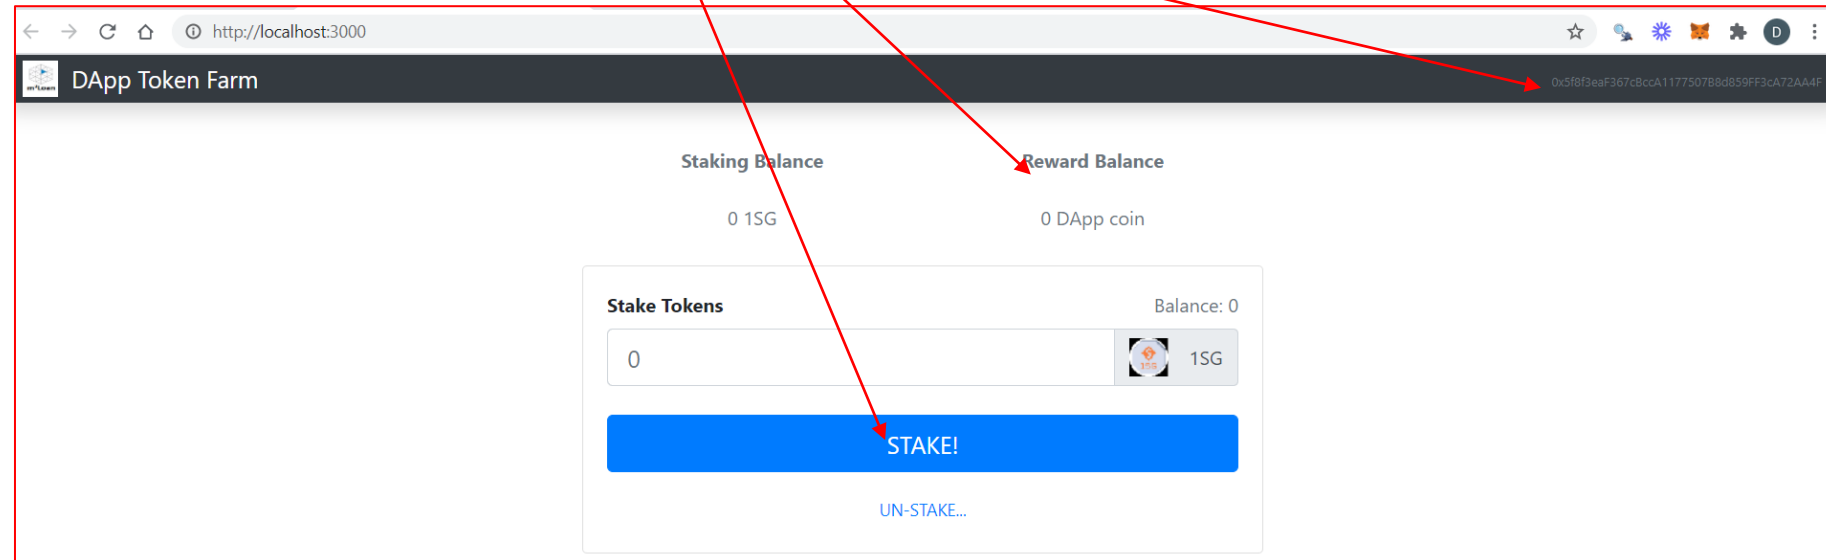 http://localhost:3000
D
DApp Token Farm
0x5f8f3eaF367cBccA1177507B8d859FF3cA72AA4F
Staking Balance
Reward Balance
0 1SG
0 DApp coin
Stake Tokens
Balance: 0
0
1SG
1SG
STAKE!
UN-STAKE...